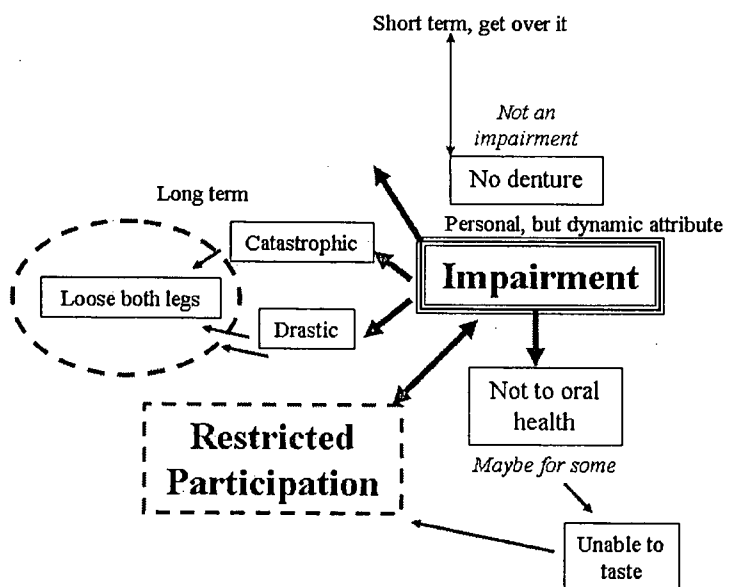 Short term, get over it
Not an
impairment
No denture
Long term
Personal, but dynamic attribute
Catastrophic
Impairment
Loose both legs
Drastic
Not to oral
health
Restricted
Participation
Maybe for some
Unable to
taste